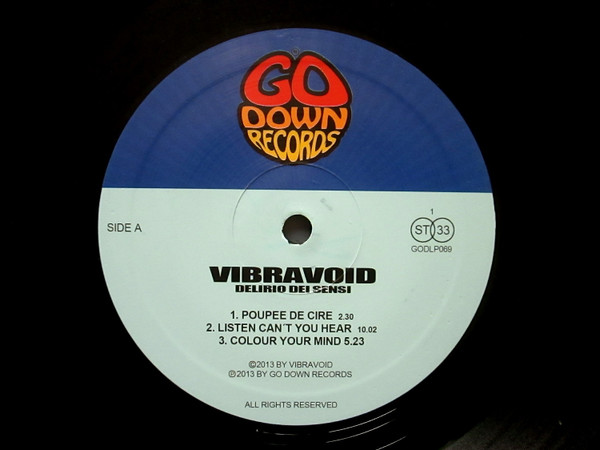 GO
DOWN
RECORDS
SIDE A
1
ST 33
GODLP069
VIBRAVOID
DELIRIO DEI SENSI
1. POUPEE DE CIRE 2.30
2. LISTEN CAN´T YOU HEAR 10.02
3. COLOUR YOUR MIND 5.23
©2013 BY VIBRAVOID
℗2013 BY GO DOWN RECORDS
ALL RIGHTS RESERVED